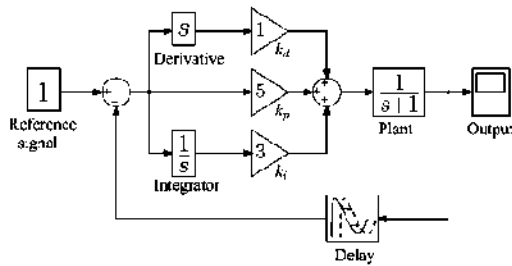 s
Derivative
1
k_d
1
Reference
signal
5
k_p
1
s
Integrator
3
k_i
1
s+1
Plant
Output
Delay